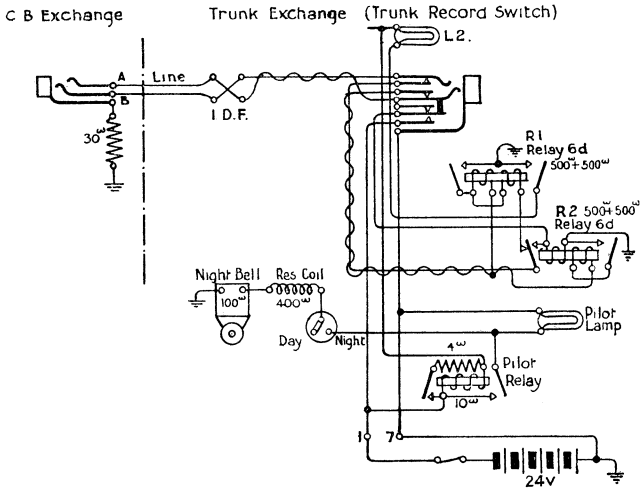 C B Exchange
Trunk Exchange (Trunk Record Switch)
L2.
A
Line
B
I.D.F.
30ω
R1
Relay 6d
500ω+500ω
R2 500ω+500ω
Relay 6d
Night Bell
100ω
Res Coil
400ω
Day
Night
Pilot
Lamp
4ω
Pilot
Relay
10ω
1
7
24v